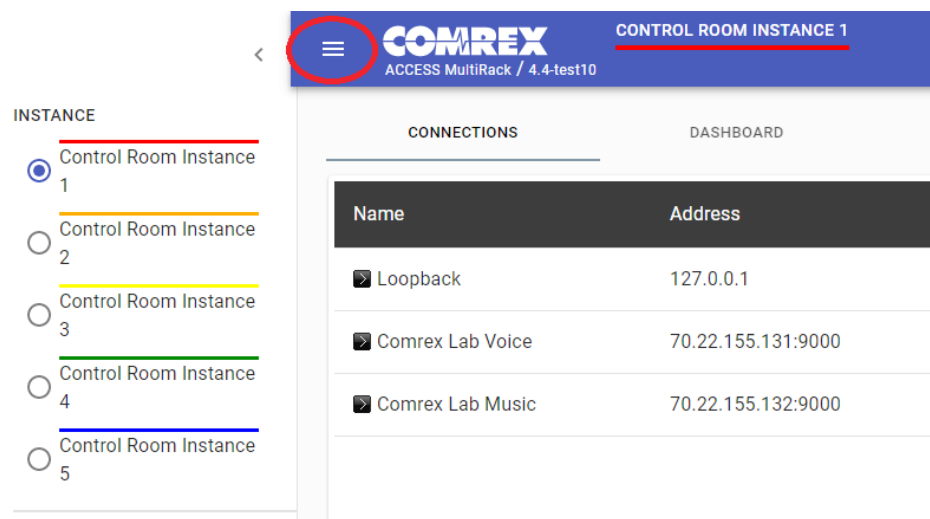 COMREX
ACCESS MultiRack / 4.4-test10
CONTROL ROOM INSTANCE 1
INSTANCE
Control Room Instance
1
Control Room Instance
2
Control Room Instance
3
Control Room Instance
4
Control Room Instance
5
CONNECTIONS DASHBOARD
Name Address
Loopback 127.0.0.1
Comrex Lab Voice 70.22.155.131:9000
Comrex Lab Music 70.22.155.132:9000